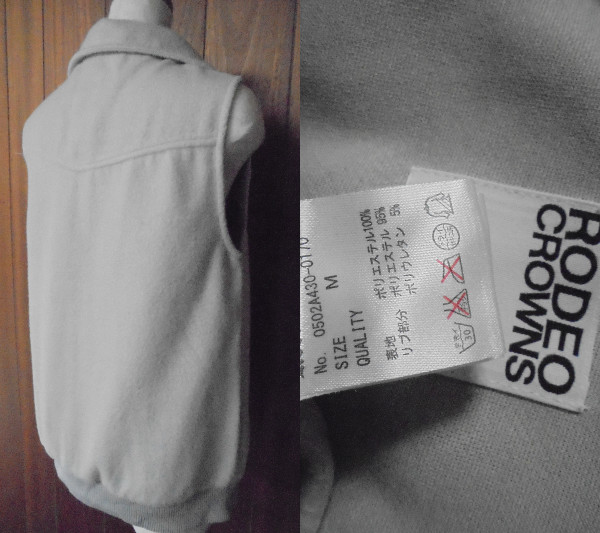 No. 0502A430-0170
SIZE M
QUALITY
表地 ポリエステル100%
リブ部分 ポリエステル 95%
ポリウレタン 5%
30
RODEO
CROWNS